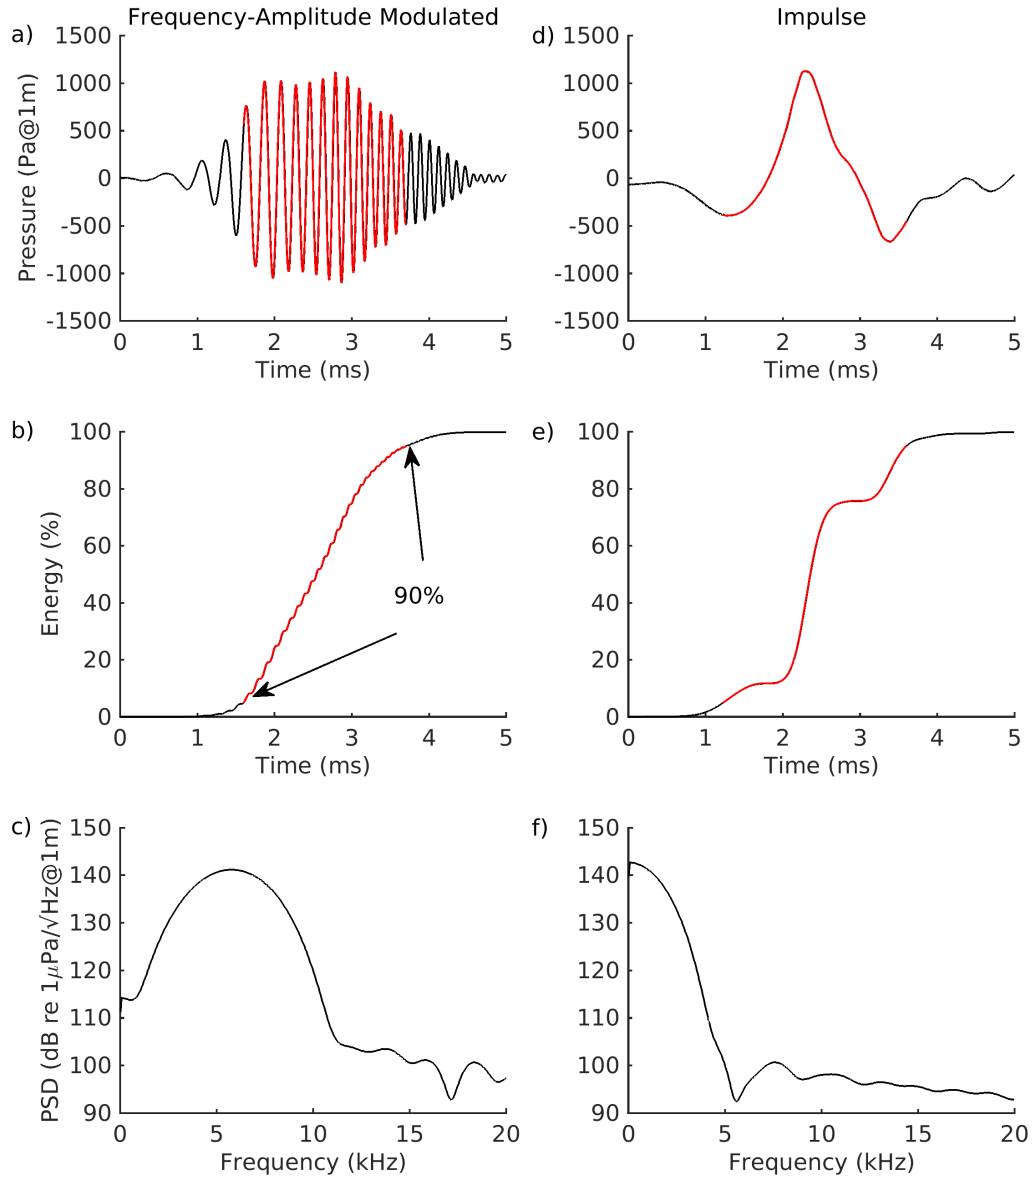 Frequency-Amplitude Modulated
a)
1500
1000
500
0
-500
-1000
-1500
Pressure (Pa@1m)
0 1 2 3 4 5
Time (ms)
Impulse
d)
1500
1000
500
0
-500
-1000
-1500
0 1 2 3 4 5
Time (ms)
b)
100
80
60
40
20
0
Energy (%)
90%
0 1 2 3 4 5
Time (ms)
e)
100
80
60
40
20
0
0 1 2 3 4 5
Time (ms)
c)
150
140
130
120
110
100
90
PSD (dB re 1μPa/√Hz@1m)
0 5 10 15 20
Frequency (kHz)
f)
150
140
130
120
110
100
90
0 5 10 15 20
Frequency (kHz)